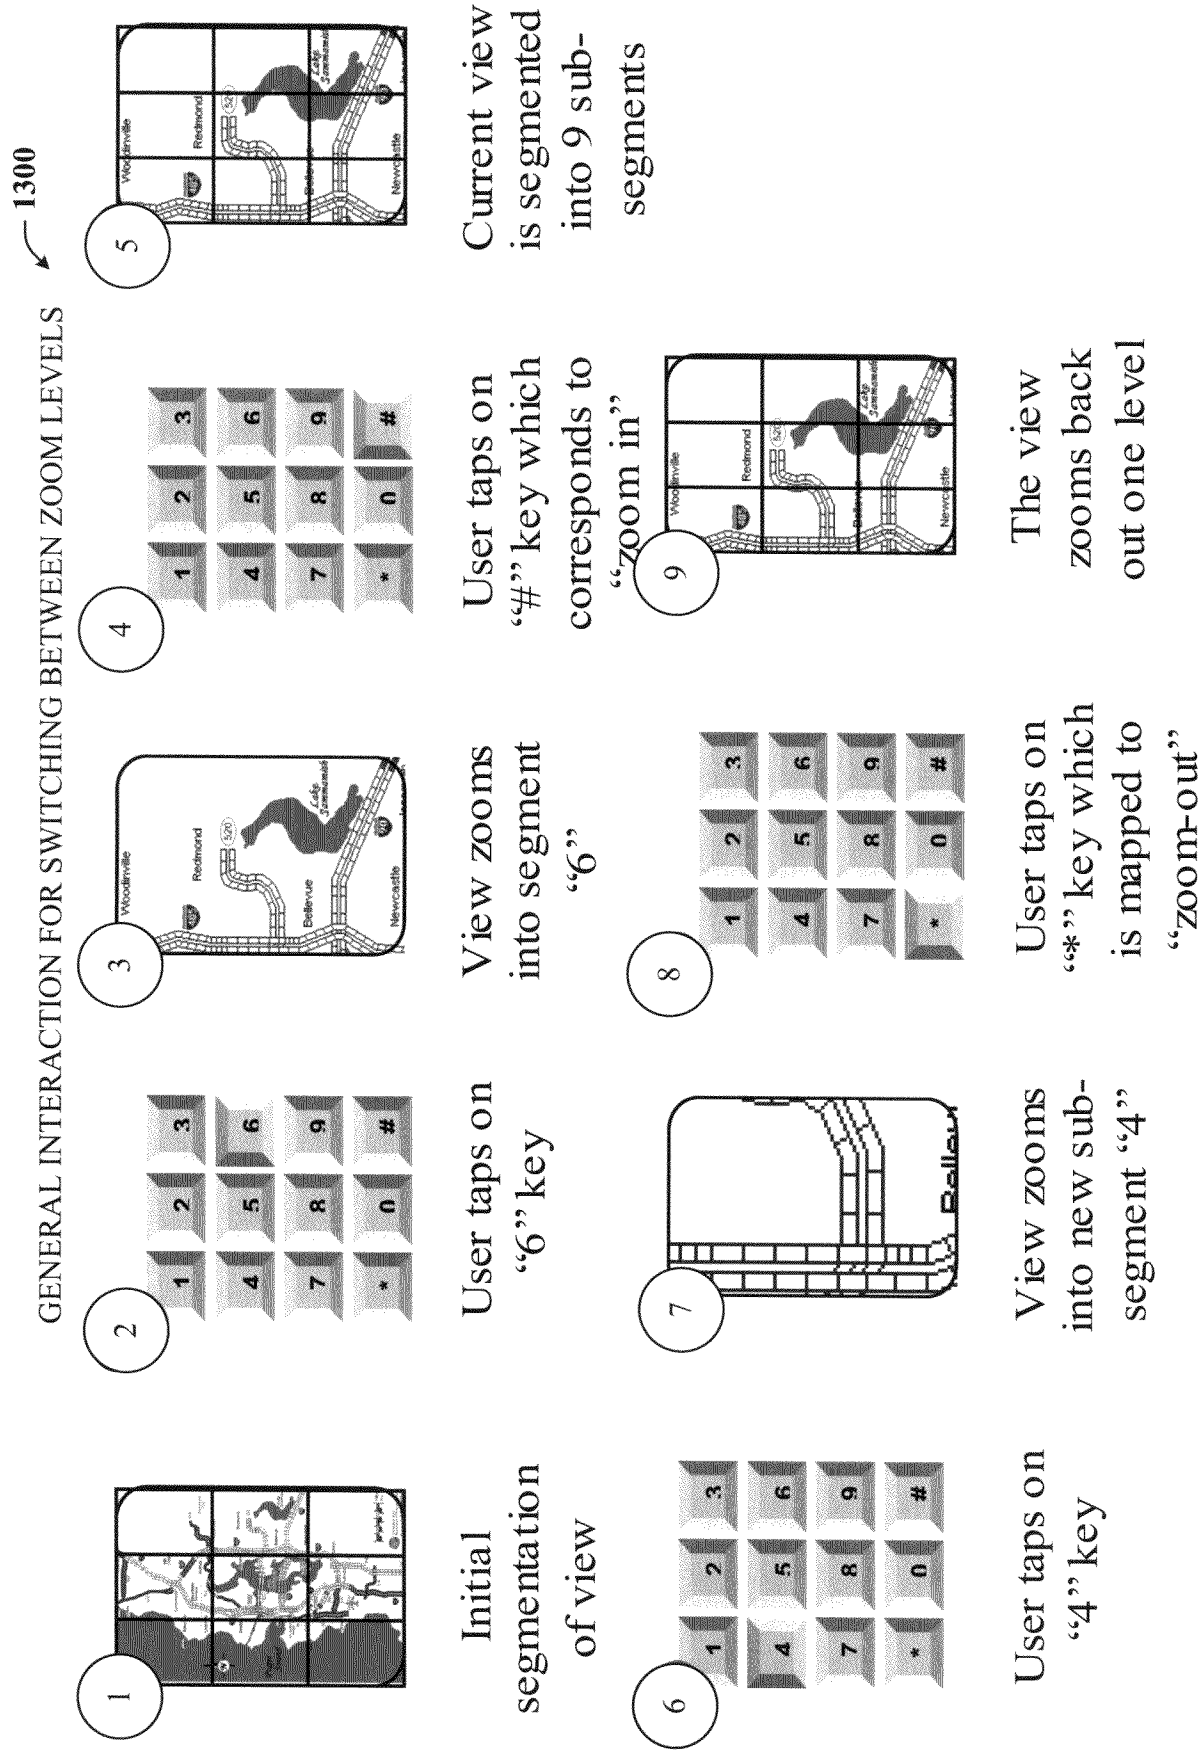 GENERAL INTERACTION FOR SWITCHING BETWEEN ZOOM LEVELS
1300
1
Initial
segmentation
of view
2
1 2 3
4 5 6
7 8 9
* 0 #
User taps on
“6” key
3
Woodinville
Redmond
520
Lake
Sammamish
Bellevue
Newcastle
View zooms
into segment
“6”
4
1 2 3
4 5 6
7 8 9
* 0 #
User taps on
“#” key which
corresponds to
“zoom in”
5
Woodinville
Redmond
520
Lake
Sammamish
Bellevue
Newcastle
Current view
is segmented
into 9 sub-
segments
6
1 2 3
4 5 6
7 8 9
* 0 #
User taps on
“4” key
7
View zooms
into new sub-
segment “4”
8
1 2 3
4 5 6
7 8 9
* 0 #
User taps on
“*” key which
is mapped to
“zoom-out”
9
Woodinville
Redmond
520
Lake
Sammamish
Bellevue
Newcastle
The view
zooms back
out one level